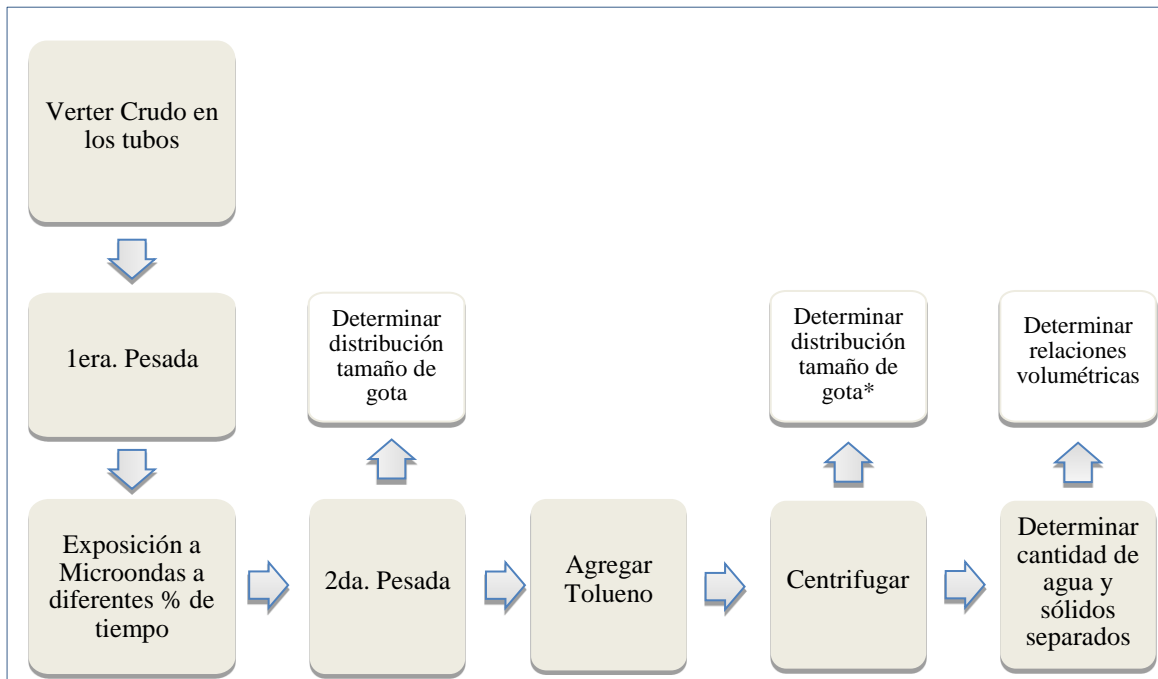 Verter Crudo en
los tubos
1era. Pesada
Determinar
distribución
tamaño de
gota
Determinar
distribución
tamaño de
gota*
Determinar
relaciones
volumétricas
Exposición a
Microondas a
diferentes % de
tiempo
2da. Pesada
Agregar
Tolueno
Centrifugar
Determinar
cantidad de
agua y
sólidos
separados